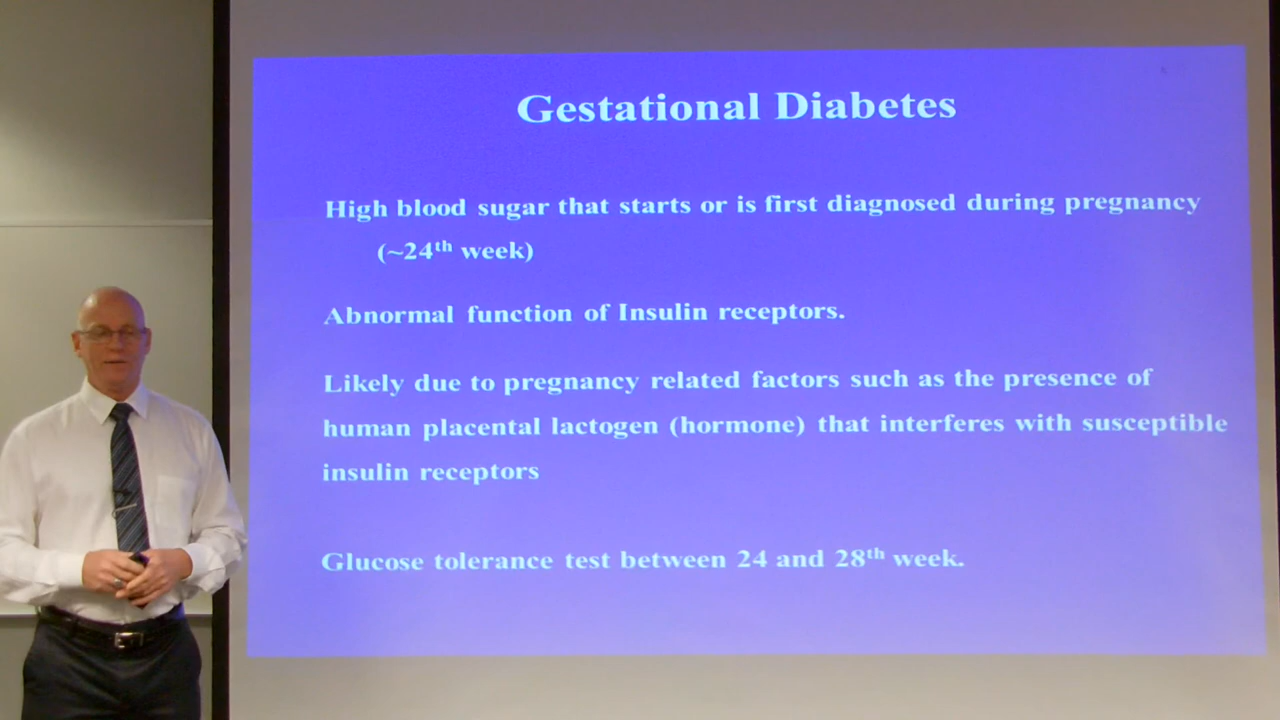 Gestational Diabetes
High blood sugar that starts or is first diagnosed during pregnancy
(~24th week)
Abnormal function of Insulin receptors.
Likely due to pregnancy related factors such as the presence of
human placental lactogen (hormone) that interferes with susceptible
insulin receptors
Glucose tolerance test between 24 and 28th week.